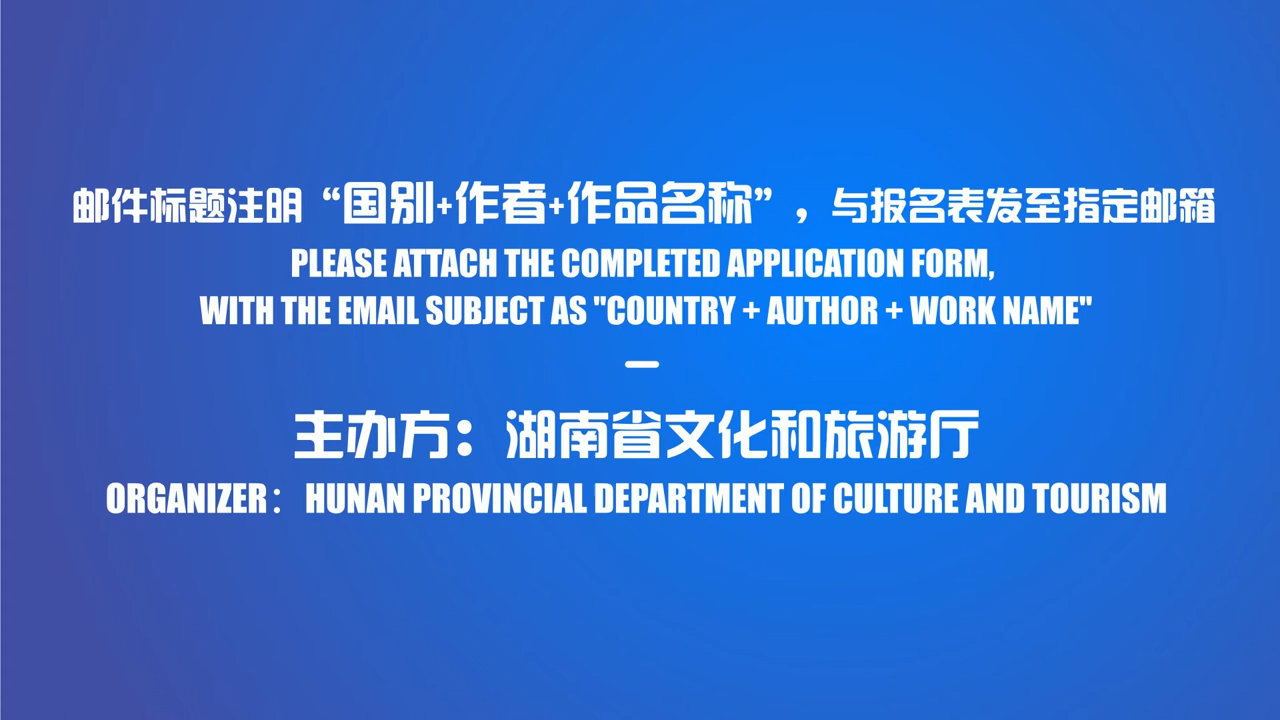 邮件标题注明“国别+作者+作品名称”，与报名表发至指定邮箱
PLEASE ATTACH THE COMPLETED APPLICATION FORM,
WITH THE EMAIL SUBJECT AS "COUNTRY + AUTHOR + WORK NAME"
主办方：湖南省文化和旅游厅
ORGANIZER：HUNAN PROVINCIAL DEPARTMENT OF CULTURE AND TOURISM